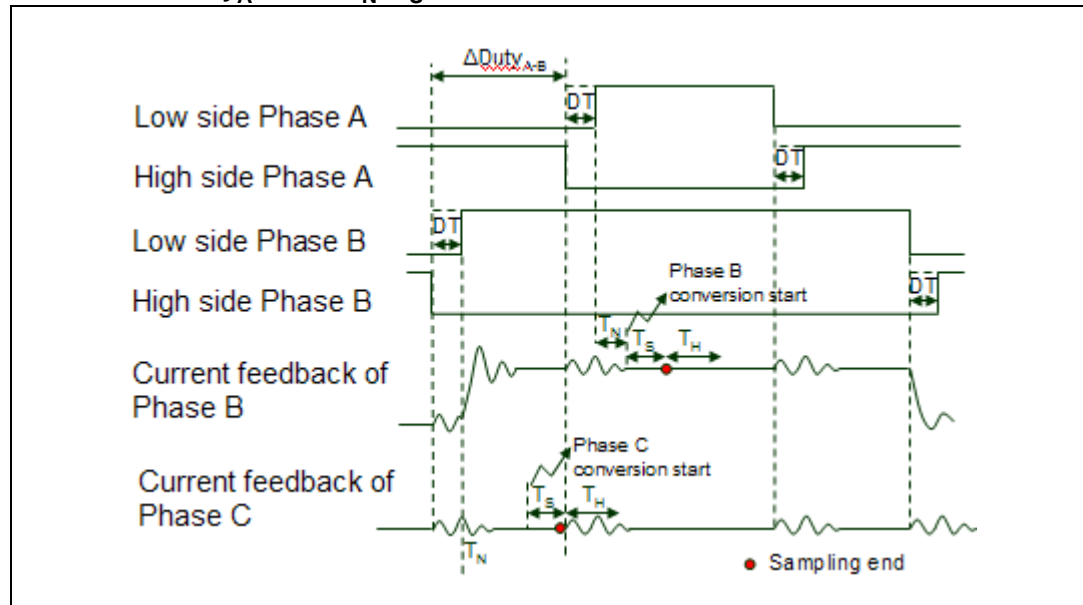 ΔDuty A-B
DT
Low side Phase A
High side Phase A
DT
DT
Low side Phase B
High side Phase B
DT
Phase B
conversion start
T N
T S T H
Current feedback of
Phase B
Phase C
conversion start
Current feedback of
Phase C
T S T H
T N
Sampling end